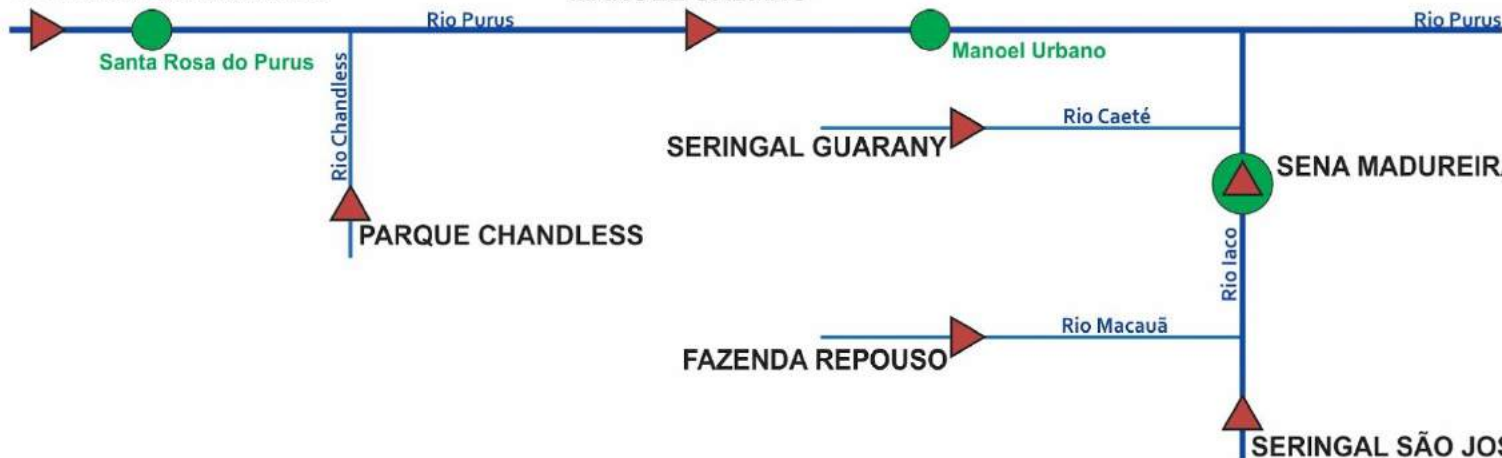 Rio Purus
Rio Purus
Santa Rosa do Purus
Manoel Urbano
Rio Chandless
Rio Caeté
SERINGAL GUARANY
SENA MADUREIRA
PARQUE CHANDLESS
Rio Iaco
Rio Macauã
FAZENDA REPOUSO
SERINGAL SÃO JOS